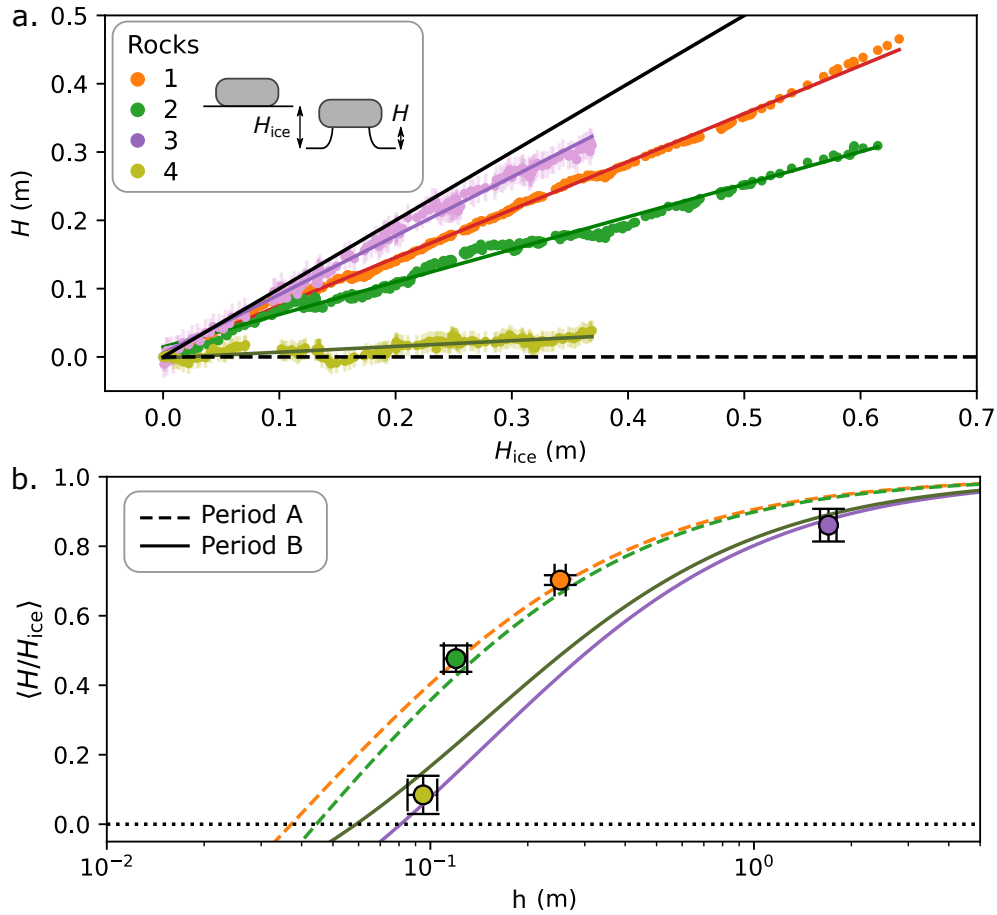 a.
0.5
0.4
0.3
0.2
0.1
0.0
H (m)
Rocks
1
2
3
4
H_ice
H
0.0 0.1 0.2 0.3 0.4 0.5 0.6 0.7
H_ice (m)
b.
1.0
0.8
0.6
0.4
0.2
0.0
⟨H/H_ice⟩
Period A
Period B
10⁻² 10⁻¹ 10⁰
h (m)